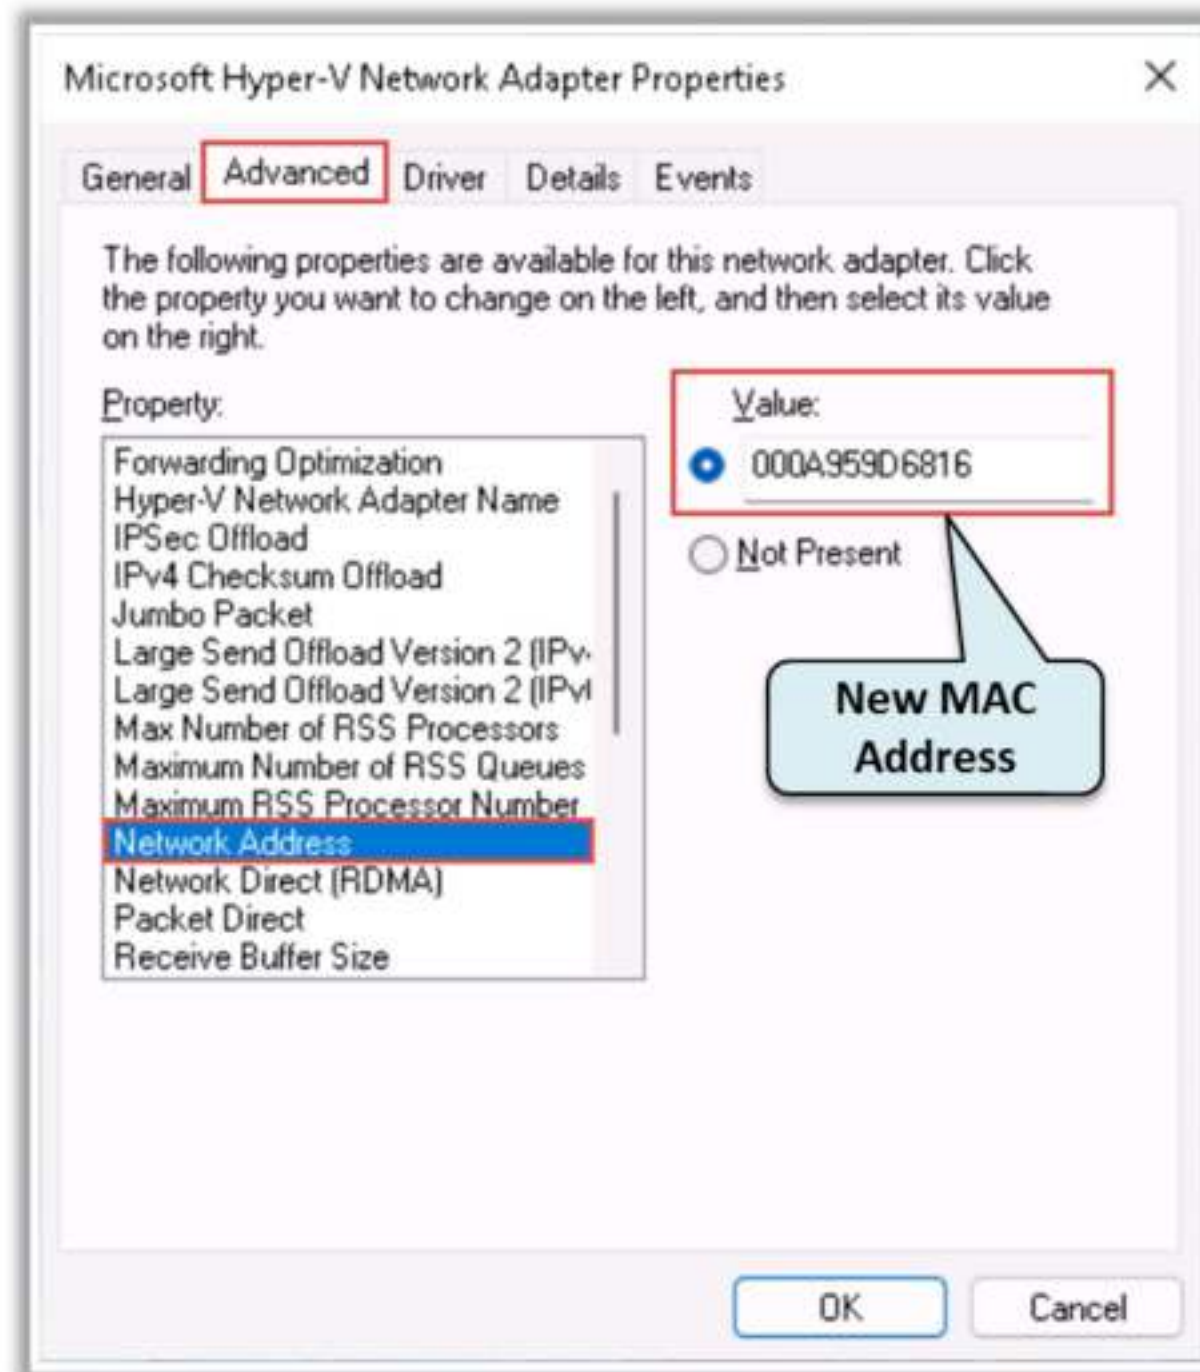 Microsoft Hyper-V Network Adapter Properties
General Advanced Driver Details Events
The following properties are available for this network adapter. Click
the property you want to change on the left, and then select its value
on the right.
Property:
Forwarding Optimization
Hyper-V Network Adapter Name
IPSec Offload
IPv4 Checksum Offload
Jumbo Packet
Large Send Offload Version 2 (IPv
Large Send Offload Version 2 (IPv
Max Number of RSS Processors
Maximum Number of RSS Queues
Maximum RSS Processor Number
Network Address
Network Direct (RDMA)
Packet Direct
Receive Buffer Size
Value:
000A959D6816
Not Present
New MAC
Address
OK Cancel